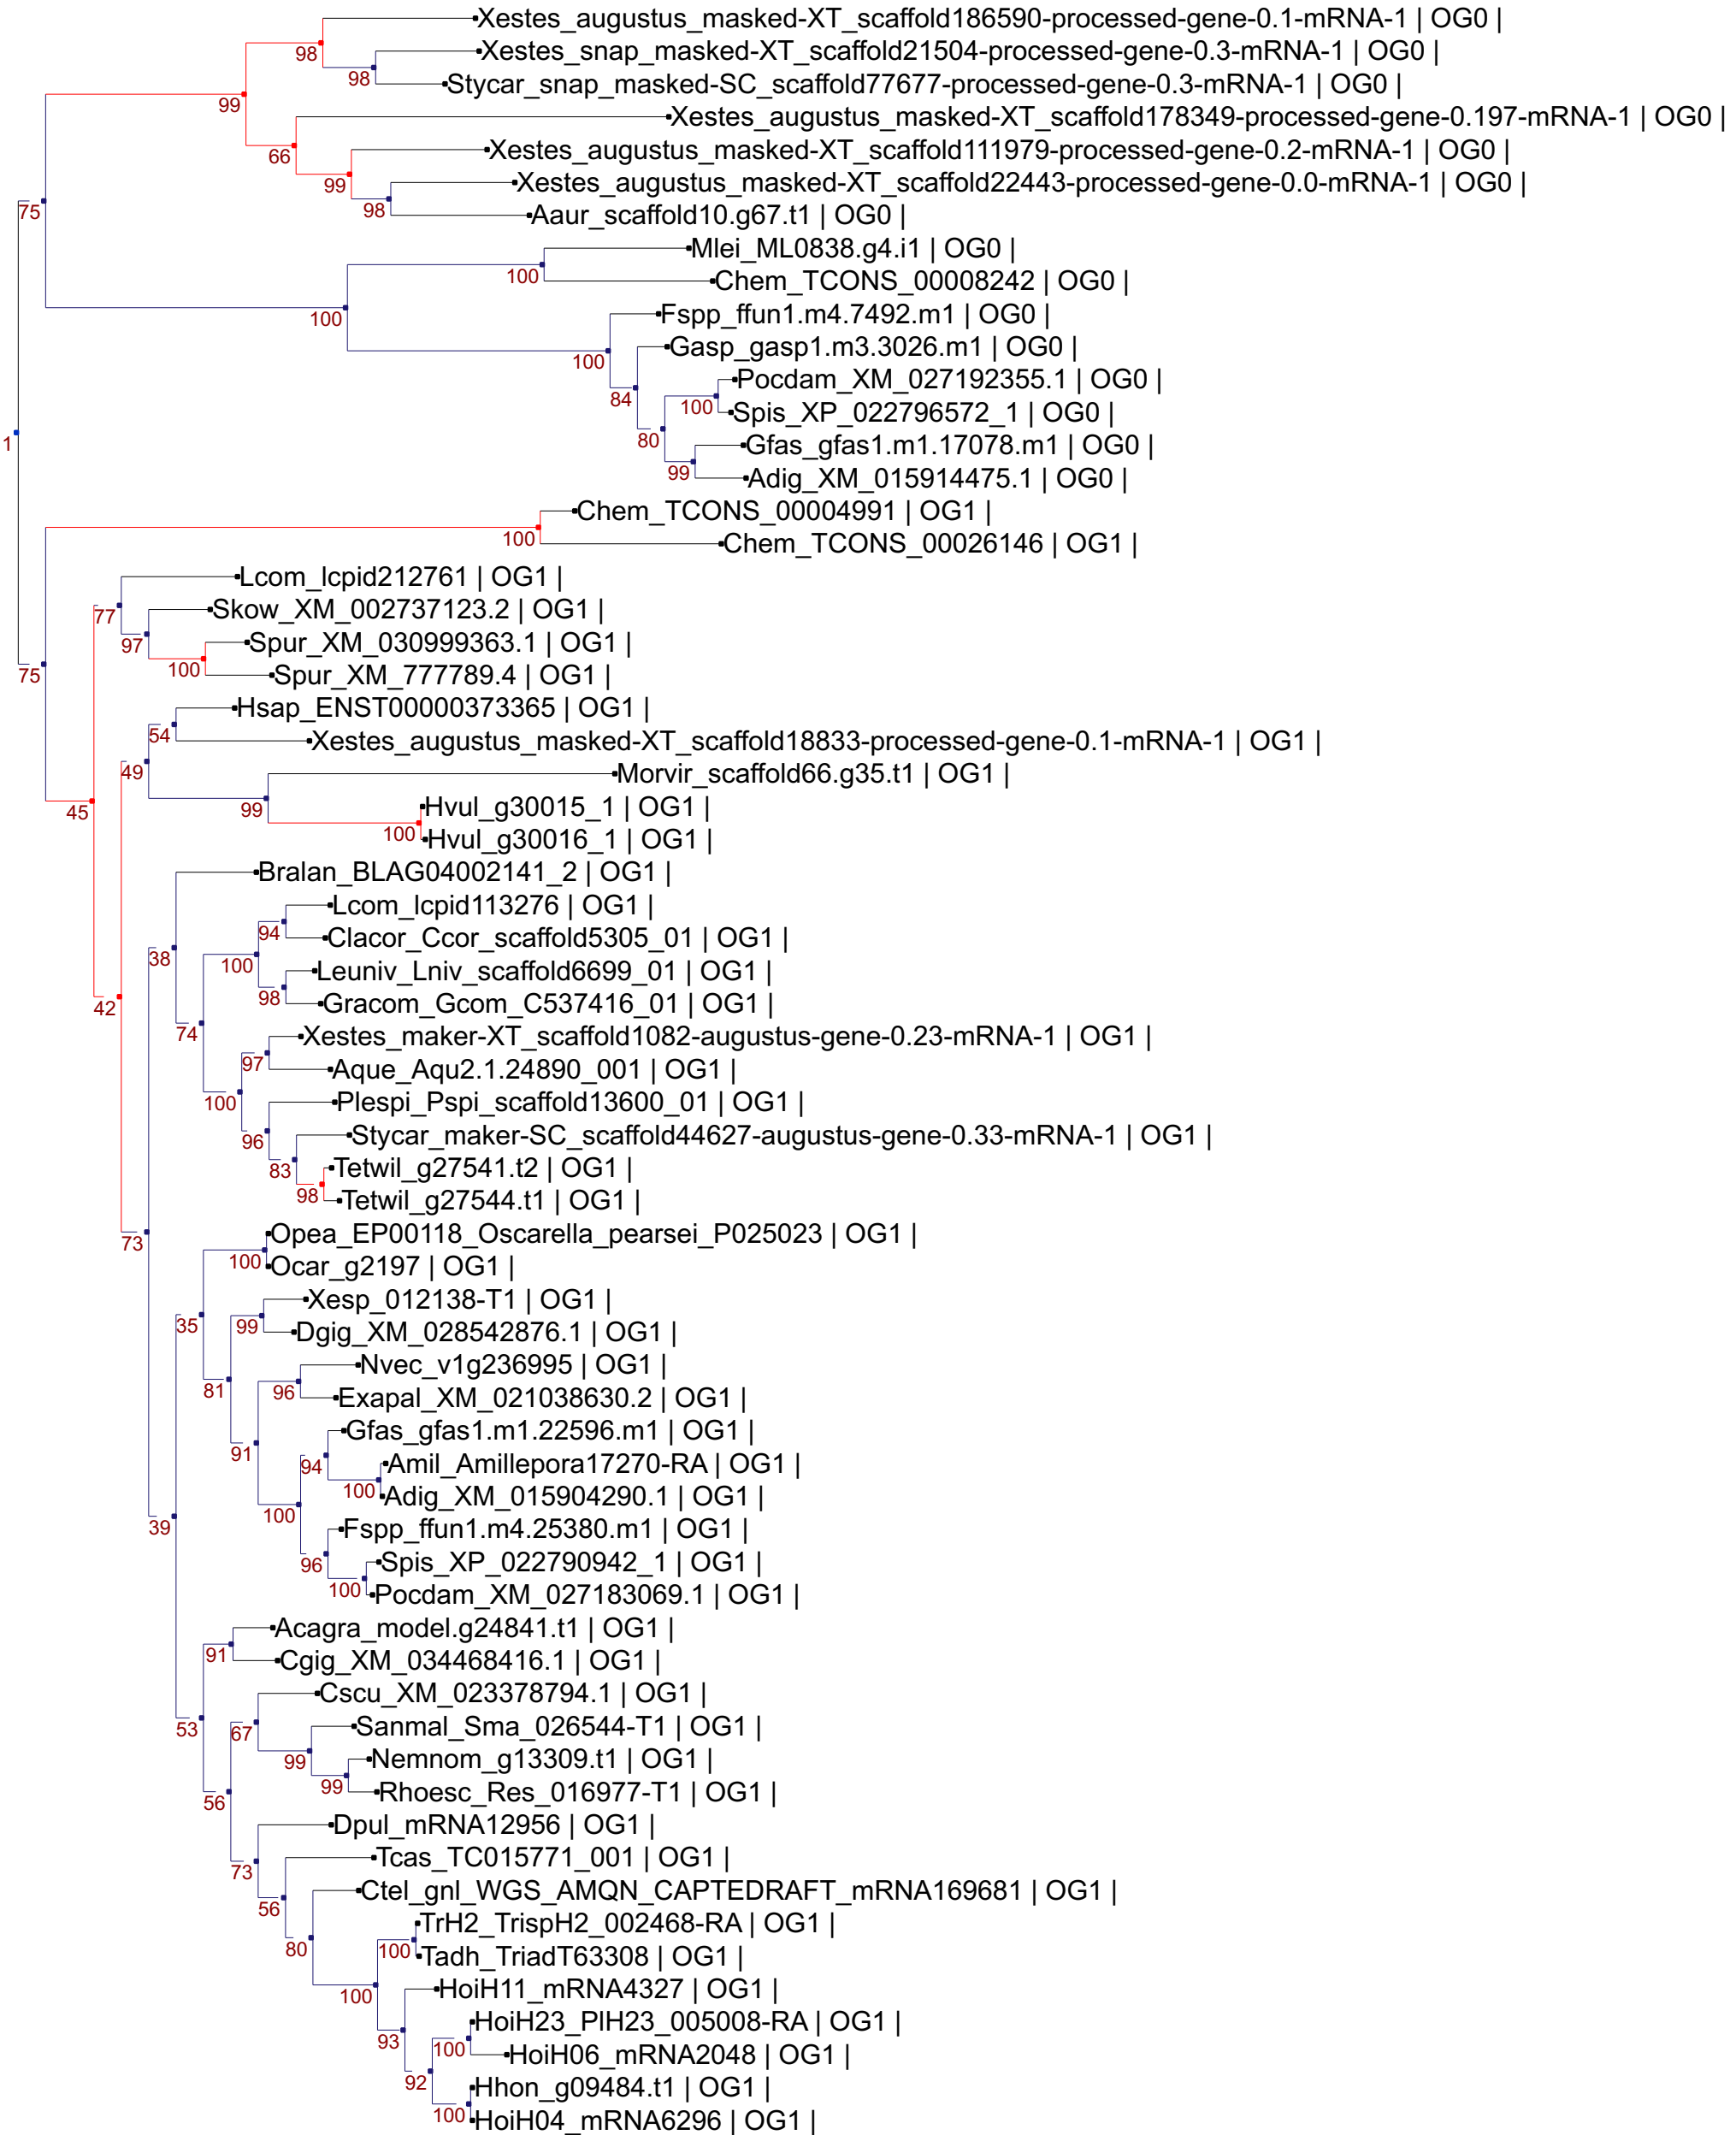 Xestes_augustus_masked-XT_scaffold186590-processed-gene-0.1-mRNA-1 | OG0 |
98
Xestes_snap_masked-XT_scaffold21504-processed-gene-0.3-mRNA-1 | OG0 |
98
Stycar_snap_masked-SC_scaffold77677-processed-gene-0.3-mRNA-1 | OG0 |
99
Xestes_augustus_masked-XT_scaffold178349-processed-gene-0.197-mRNA-1 | OG0 |
66
Xestes_augustus_masked-XT_scaffold111979-processed-gene-0.2-mRNA-1 | OG0 |
99
Xestes_augustus_masked-XT_scaffold22443-processed-gene-0.0-mRNA-1 | OG0 |
98
Aaur_scaffold10.g67.t1 | OG0 |
75
Mlei_ML0838.g4.i1 | OG0 |
100
Chem_TCONS_00008242 | OG0 |
100
Fspp_ffun1.m4.7492.m1 | OG0 |
100
Gasp_gasp1.m3.3026.m1 | OG0 |
84
Pocdam_XM_027192355.1 | OG0 |
100
Spis_XP_022796572_1 | OG0 |
80
Gfas_gfas1.m1.17078.m1 | OG0 |
99
Adig_XM_015914475.1 | OG0 |
1
Chem_TCONS_00004991 | OG1 |
100
Chem_TCONS_00026146 | OG1 |
75
Lcom_lcpid212761 | OG1 |
77
Skow_XM_002737123.2 | OG1 |
97
Spur_XM_030999363.1 | OG1 |
100
Spur_XM_777789.4 | OG1 |
45
Hsap_ENST00000373365 | OG1 |
54
Xestes_augustus_masked-XT_scaffold18833-processed-gene-0.1-mRNA-1 | OG1 |
49
Morvir_scaffold66.g35.t1 | OG1 |
99
Hvul_g30015_1 | OG1 |
100
Hvul_g30016_1 | OG1 |
42
Bralan_BLAG04002141_2 | OG1 |
38
Lcom_lcpid113276 | OG1 |
94
Clacor_Ccor_scaffold5305_01 | OG1 |
100
Leuniv_Lniv_scaffold6699_01 | OG1 |
98
Gracom_Gcom_C537416_01 | OG1 |
74
Xestes_maker-XT_scaffold1082-augustus-gene-0.23-mRNA-1 | OG1 |
97
Aque_Aqu2.1.24890_001 | OG1 |
100
Plespi_Pspi_scaffold13600_01 | OG1 |
96
Stycar_maker-SC_scaffold44627-augustus-gene-0.33-mRNA-1 | OG1 |
83
Tetwil_g27541.t2 | OG1 |
98
Tetwil_g27544.t1 | OG1 |
73
Opea_EP00118_Oscarella_pearsei_P025023 | OG1 |
100
Ocar_g2197 | OG1 |
35
Xesp_012138-T1 | OG1 |
99
Dgig_XM_028542876.1 | OG1 |
81
Nvec_v1g236995 | OG1 |
96
Exapal_XM_021038630.2 | OG1 |
91
Gfas_gfas1.m1.22596.m1 | OG1 |
94
Amil_Amillepora17270-RA | OG1 |
100
Adig_XM_015904290.1 | OG1 |
100
Fspp_ffun1.m4.25380.m1 | OG1 |
96
Spis_XP_022790942_1 | OG1 |
100
Pocdam_XM_027183069.1 | OG1 |
39
Acagra_model.g24841.t1 | OG1 |
91
Cgig_XM_034468416.1 | OG1 |
53
Cscu_XM_023378794.1 | OG1 |
67
Sanmal_Sma_026544-T1 | OG1 |
99
Nemnom_g13309.t1 | OG1 |
99
Rhoesc_Res_016977-T1 | OG1 |
56
Dpul_mRNA12956 | OG1 |
73
Tcas_TC015771_001 | OG1 |
56
Ctel_gnl_WGS_AMQN_CAPTEDRAFT_mRNA169681 | OG1 |
80
TrH2_TrispH2_002468-RA | OG1 |
100
Tadh_TriadT63308 | OG1 |
100
HoiH11_mRNA4327 | OG1 |
93
HoiH23_PIH23_005008-RA | OG1 |
100
HoiH06_mRNA2048 | OG1 |
92
Hhon_g09484.t1 | OG1 |
100
HoiH04_mRNA6296 | OG1 |